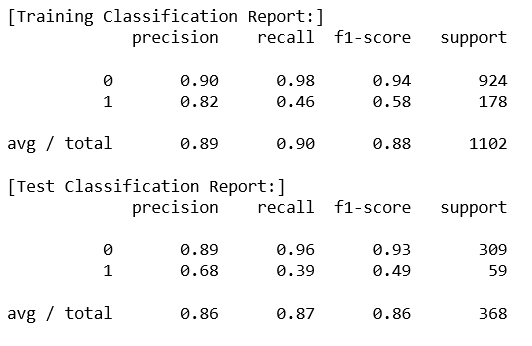 [Training Classification Report:]
precision recall f1-score support
0 0.90 0.98 0.94 924
1 0.82 0.46 0.58 178
avg / total 0.89 0.90 0.88 1102
[Test Classification Report:]
precision recall f1-score support
0 0.89 0.96 0.93 309
1 0.68 0.39 0.49 59
avg / total 0.86 0.87 0.86 368